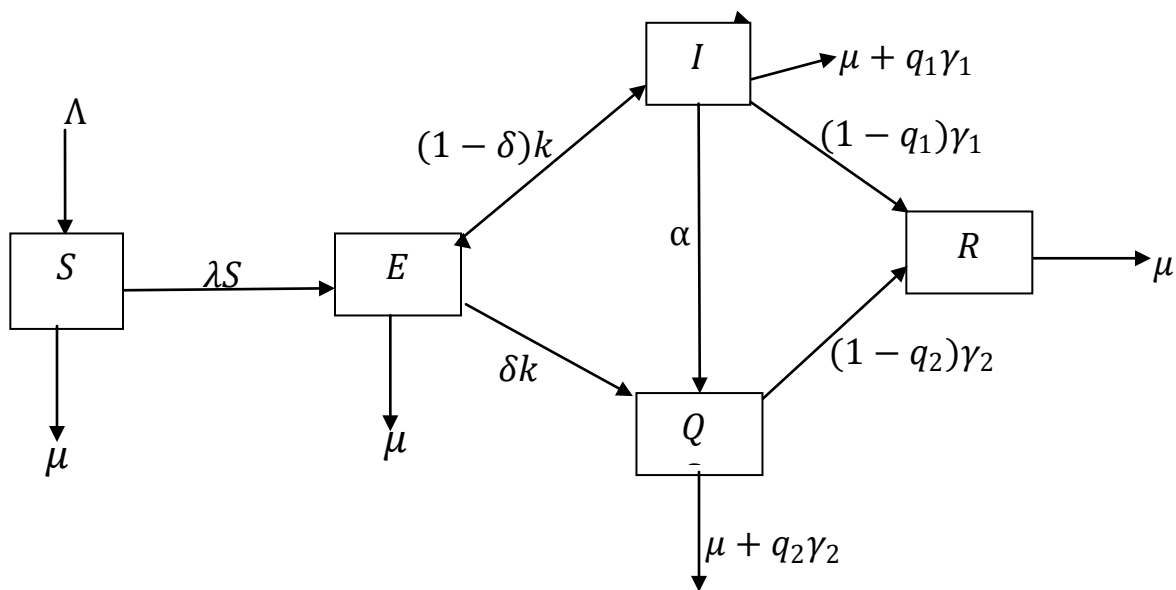 I
μ + q₁γ₁
Λ
(1 − δ)k
(1 − q₁)γ₁
S
λS
E
α
R
μ
δk
(1 − q₂)γ₂
μ
μ
Q
μ + q₂γ₂